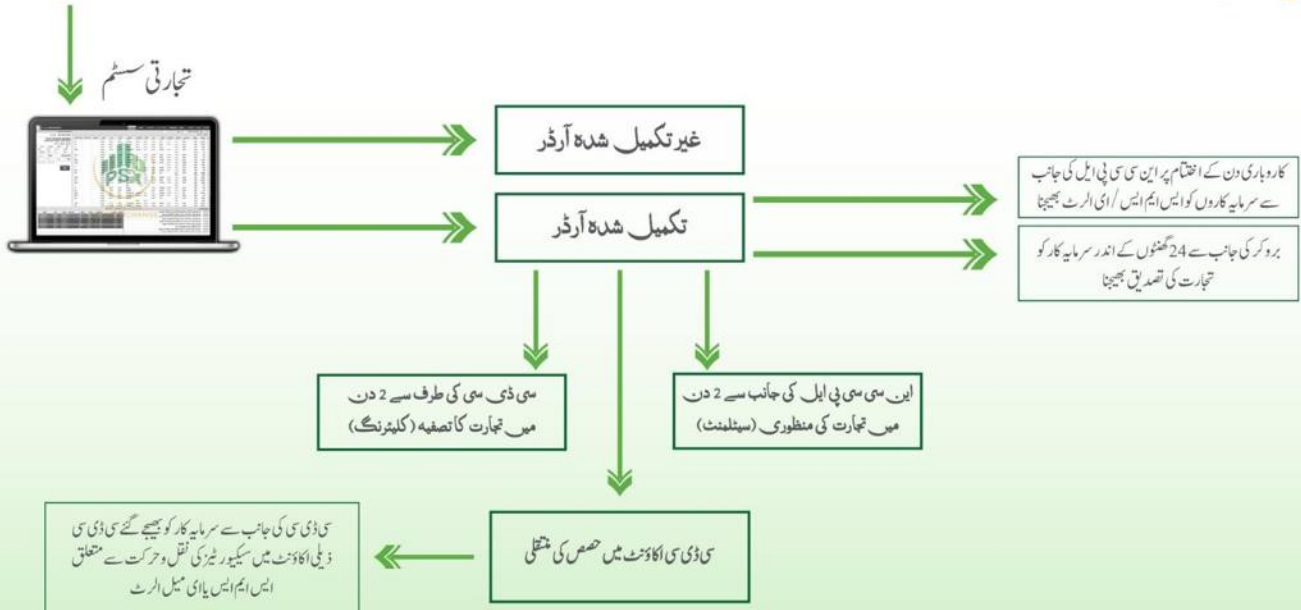 تجارتی سسٹم
غیر تکمیل شدہ آرڈر
تکمیل شدہ آرڈر
کاروباری دن کے اختتام پر این سی سی پی ایل کی جانب
سے سرمایہ کاروں کو ایس ایم ایس / ای الرٹ بھیجنا
بروکر کی جانب سے 24 گھنٹوں کے اندر سرمایہ کار کو
تجارت کی تصدیق بھیجنا
این سی سی پی ایل کی جانب سے 2 دن
میں تجارت کی منظوری (سیٹلمنٹ)
سی ڈی سی کی طرف سے 2 دن
میں تجارت کا تصفیہ (کلیئرنگ)
سی ڈی سی اکاؤنٹ میں حصص کی منتقلی
سی ڈی سی کی جانب سے سرمایہ کار کو بھیجے گئے سی ڈی سی
ذیلی اکاؤنٹ میں سیکیورٹیز کی نقل و حرکت سے متعلق
ایس ایم ایس یا ای میل الرٹ